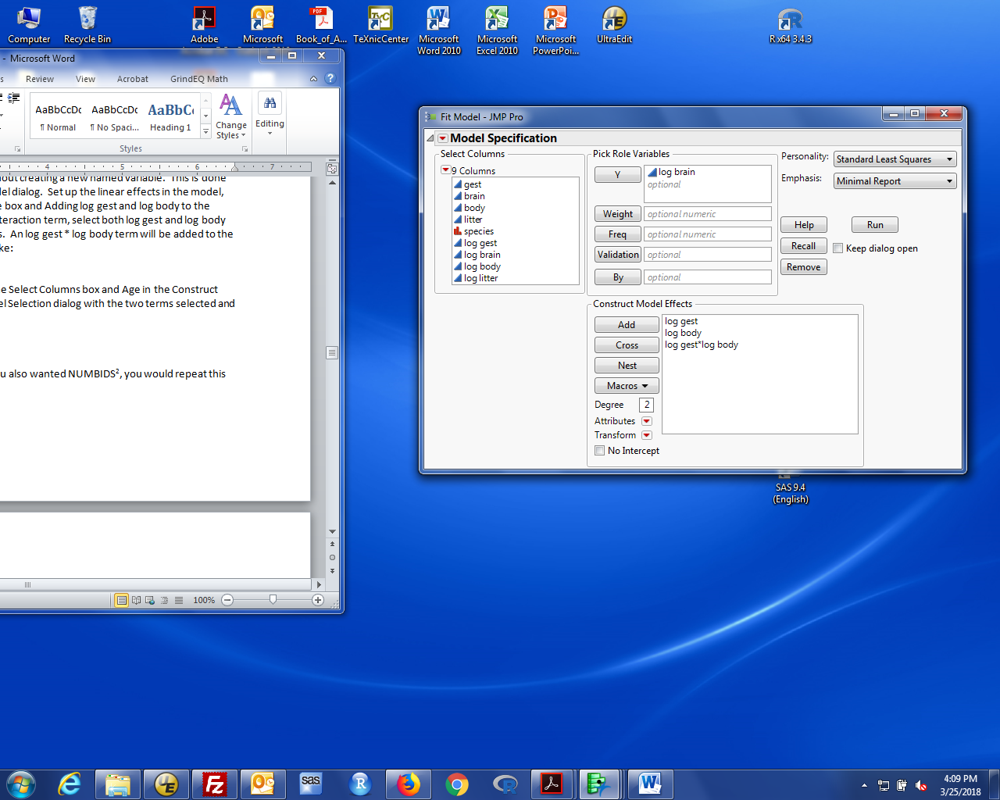 Computer
Recycle Bin
Adobe
Microsoft
Book_of_A...
TeXnicCenter
Microsoft
Word 2010
Microsoft
Excel 2010
Microsoft
PowerPoi...
UltraEdit
R x64 3.4.3
- Microsoft Word
s Review View Acrobat GrindEQ Math
AaBbCcDc AaBbCcDc AaBbC
¶ Normal ¶ No Spaci... Heading 1
Change
Styles
Editing
Styles
4 5 6 7
out creating a new named variable. This is done
el dialog. Set up the linear effects in the model,
e box and Adding log gest and log body to the
teraction term, select both log gest and log body
s. An log gest * log body term will be added to the
ke:
e Select Columns box and Age in the Construct
el Selection dialog with the two terms selected and
u also wanted NUMBIDS², you would repeat this
100%
Fit Model - JMP Pro
Model Specification
Select Columns
9 Columns
gest
brain
body
litter
species
log gest
log brain
log body
log litter
Pick Role Variables
Y
log brain
optional
Weight optional numeric
Freq optional numeric
Validation optional
By optional
Personality: Standard Least Squares
Emphasis: Minimal Report
Help Run
Recall Keep dialog open
Remove
Construct Model Effects
Add
Cross
Nest
Macros
Degree 2
Attributes
Transform
No Intercept
log gest
log body
log gest*log body
SAS 9.4
(English)
4:09 PM
3/25/2018